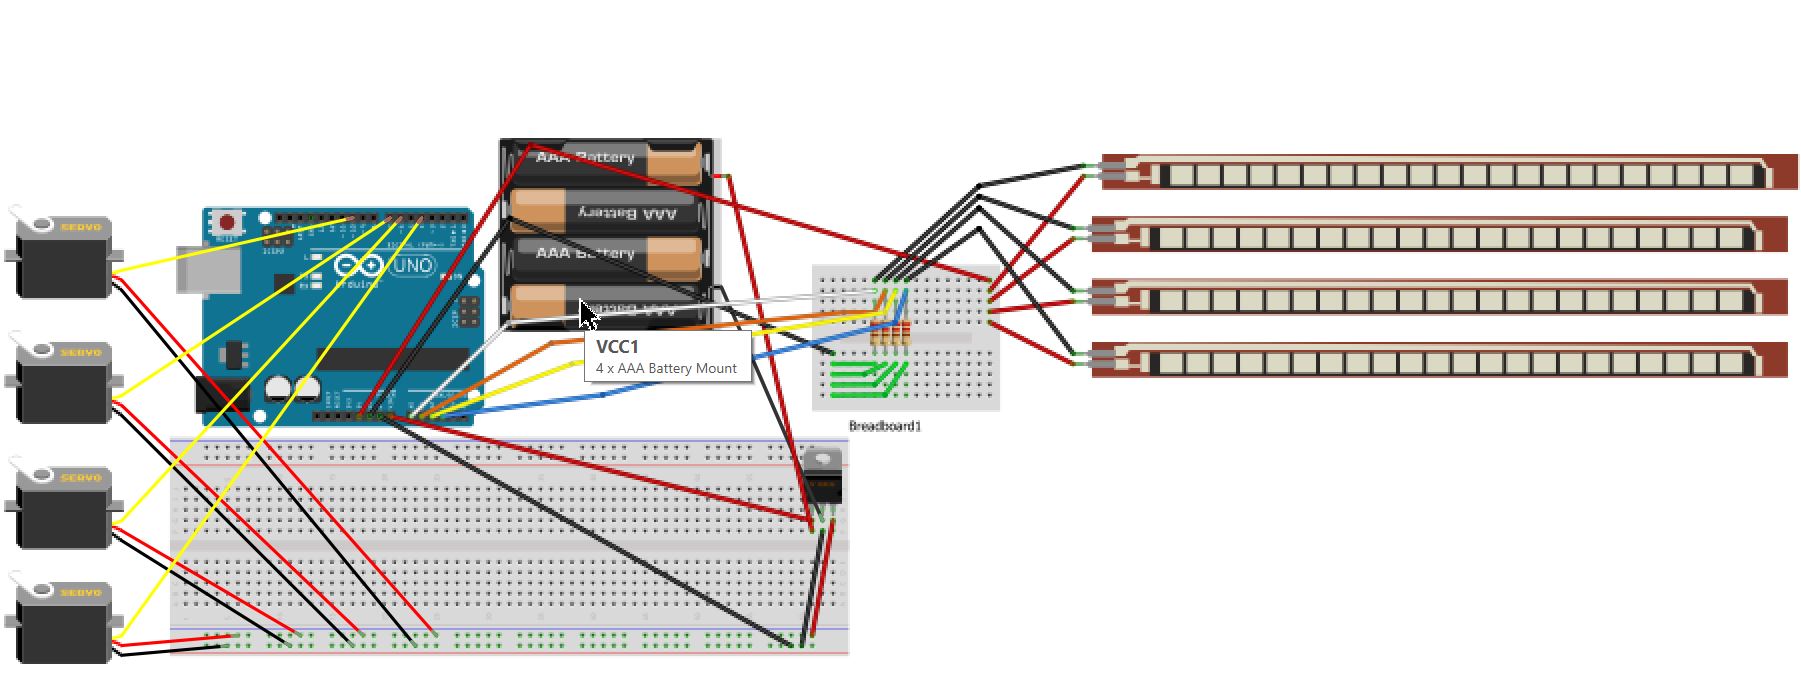 AAA Battery
AAA Battery
AAA Battery
AAA Battery
SERVO
SERVO
SERVO
SERVO
RESET
UNO
Arduino
VCC1
4 x AAA Battery Mount
Breadboard1